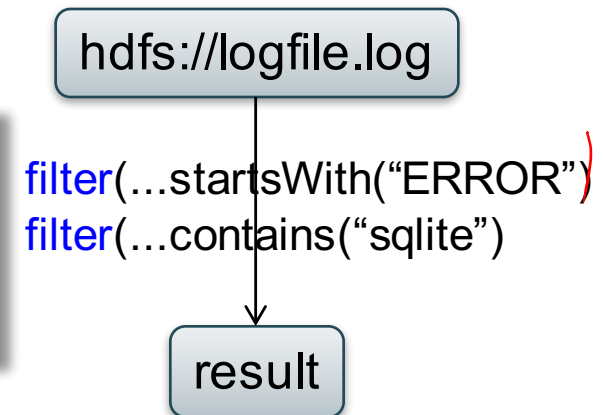 hdfs://logfile.log
filter(...startsWith(“ERROR”)
filter(...contains(“sqlite”)
result